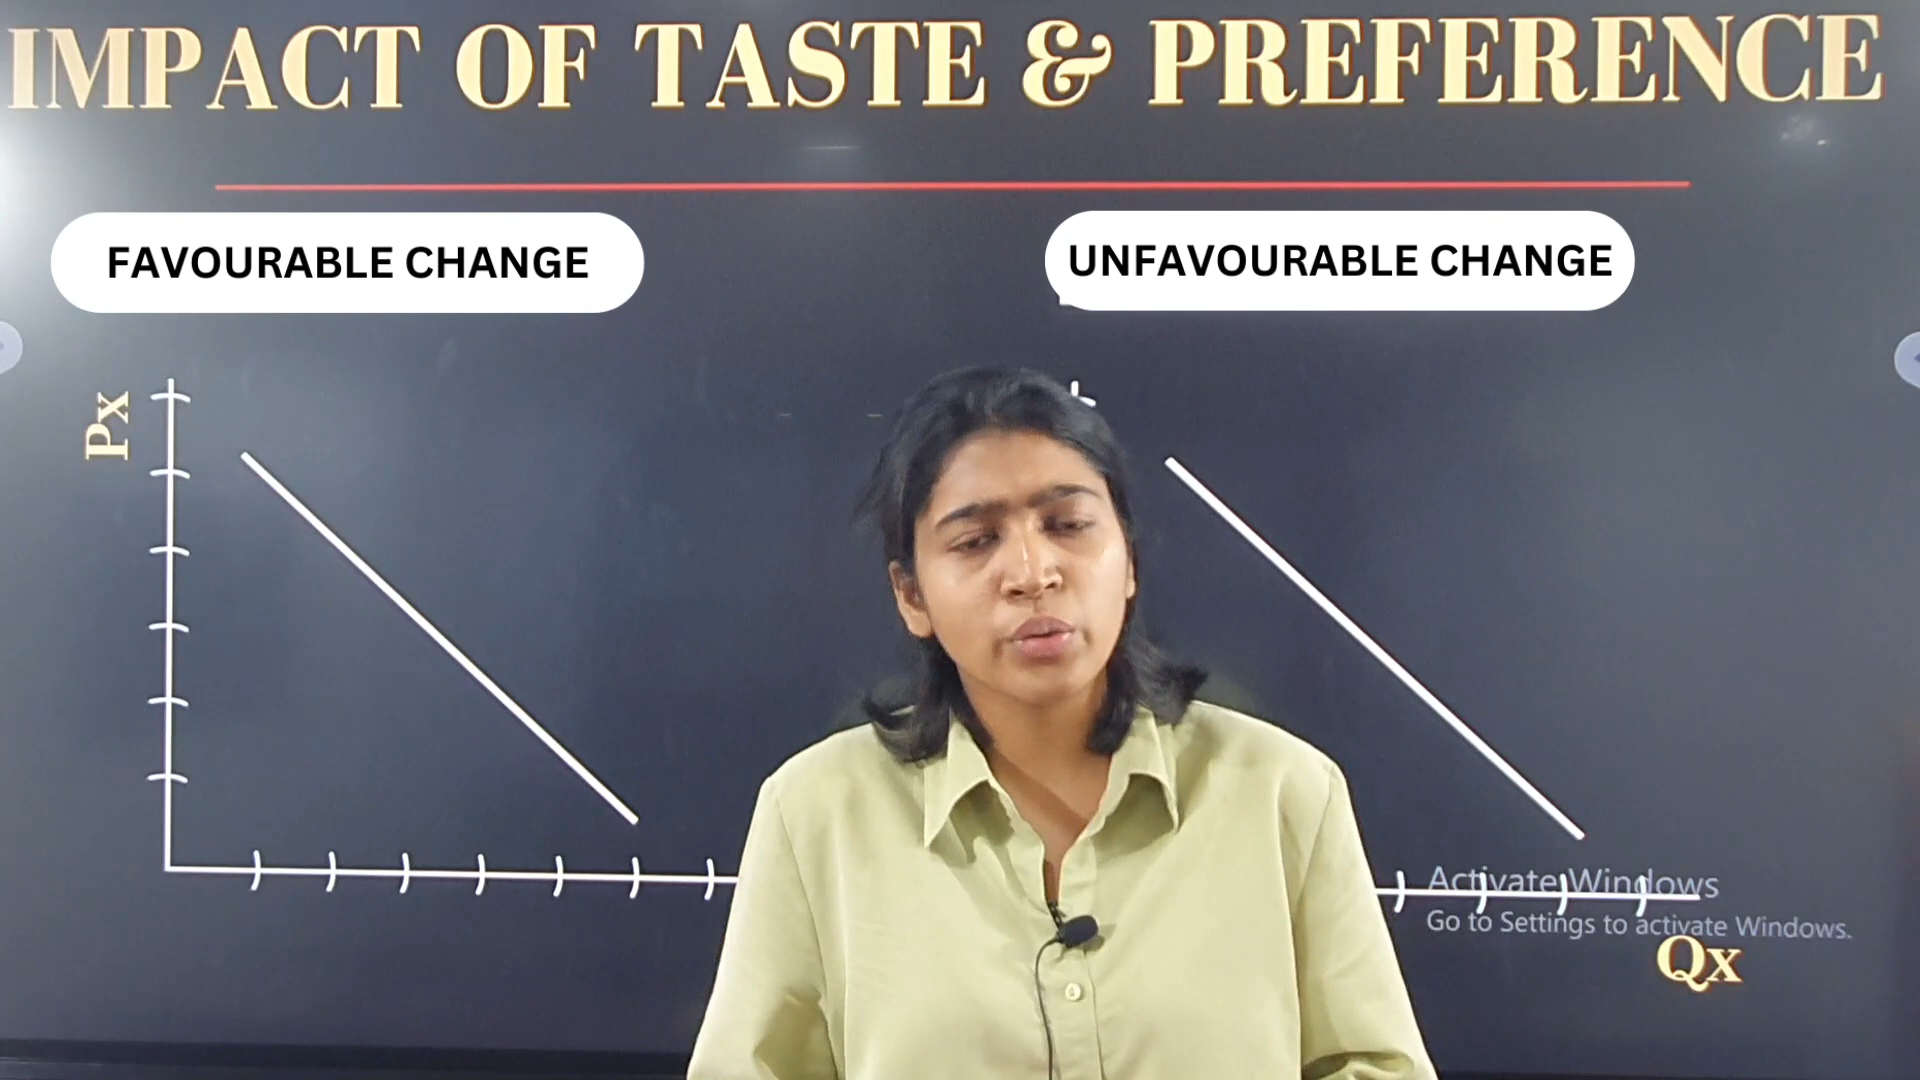 IMPACT OF TASTE & PREFERENCE
FAVOURABLE CHANGE
UNFAVOURABLE CHANGE
Px
Activate Windows
Go to Settings to activate Windows.
Qx